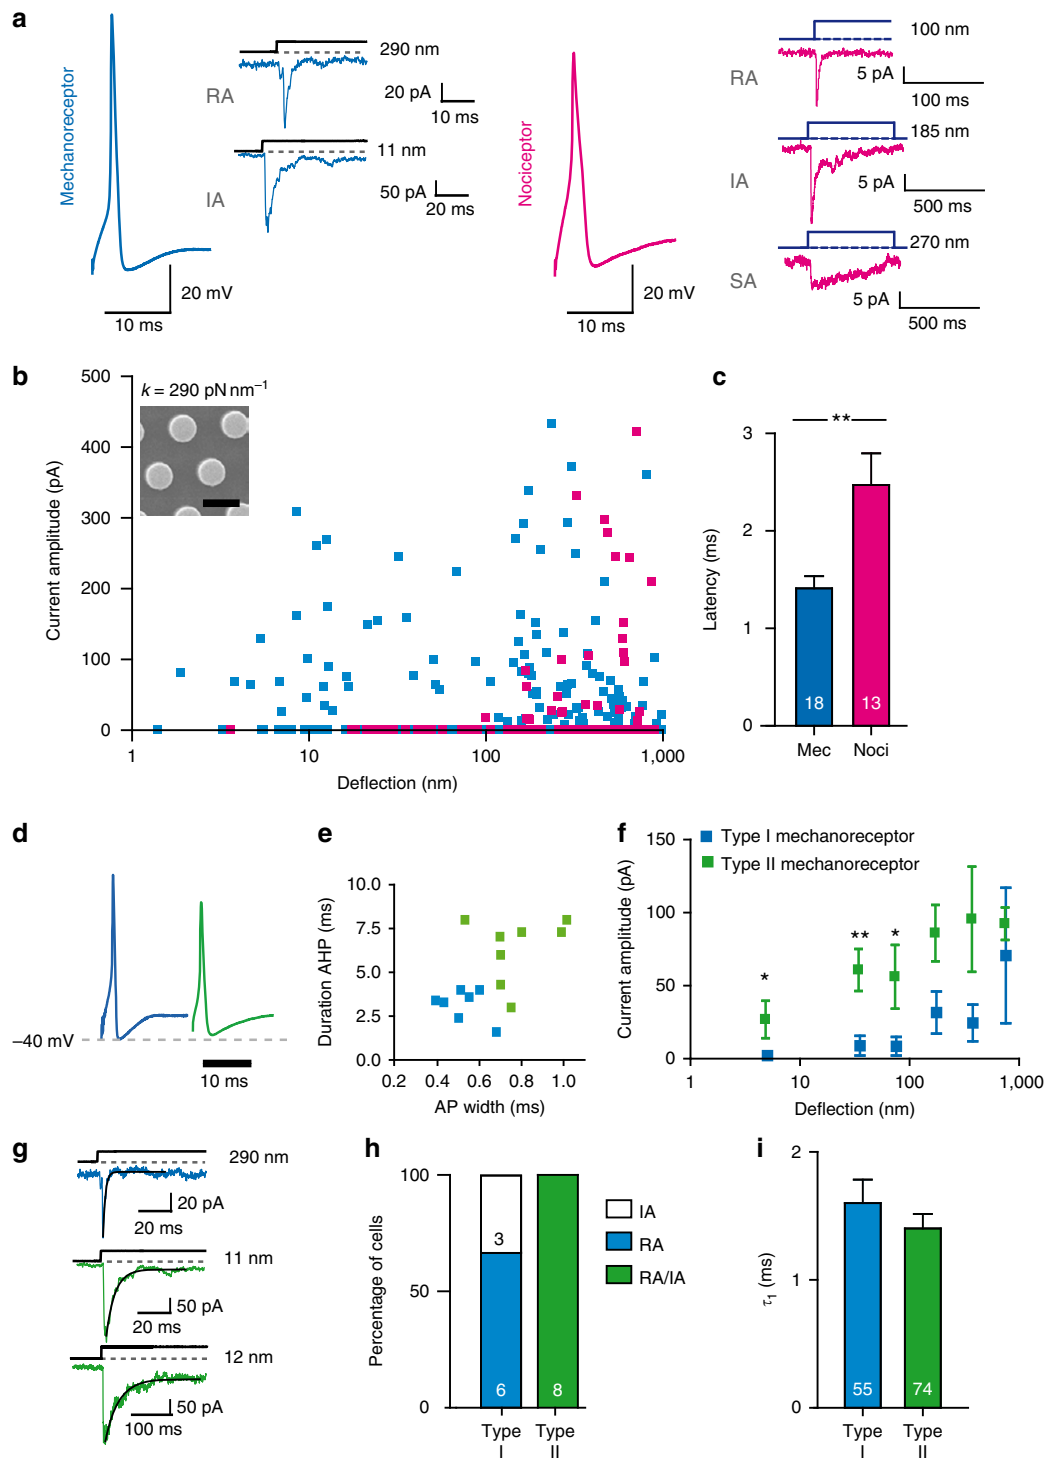 a
Mechanoreceptor
RA
290 nm
20 pA
10 ms
IA
11 nm
50 pA
20 ms
20 mV
10 ms
Nociceptor
20 mV
10 ms
RA
100 nm
5 pA
100 ms
IA
185 nm
5 pA
500 ms
SA
270 nm
5 pA
500 ms
b
k = 290 pN nm⁻¹
Current amplitude (pA)
500
400
300
200
100
0
1 10 100 1,000
Deflection (nm)
c
**
Latency (ms)
3
2
1
0
18 13
Mec Noci
d
–40 mV
10 ms
e
Duration AHP (ms)
10.0
7.5
5.0
2.5
0.0
0.2 0.4 0.6 0.8 1.0
AP width (ms)
f
Type I mechanoreceptor
Type II mechanoreceptor
Current amplitude (pA)
150
100
50
0
* ** *
1 10 100 1,000
Deflection (nm)
g
290 nm
20 pA
20 ms
11 nm
50 pA
20 ms
12 nm
50 pA
100 ms
h
Percentage of cells
100
50
0
3
6 8
Type I
Type II
IA
RA
RA/IA
i
τ₁ (ms)
2
1
0
55 74
Type I
Type II